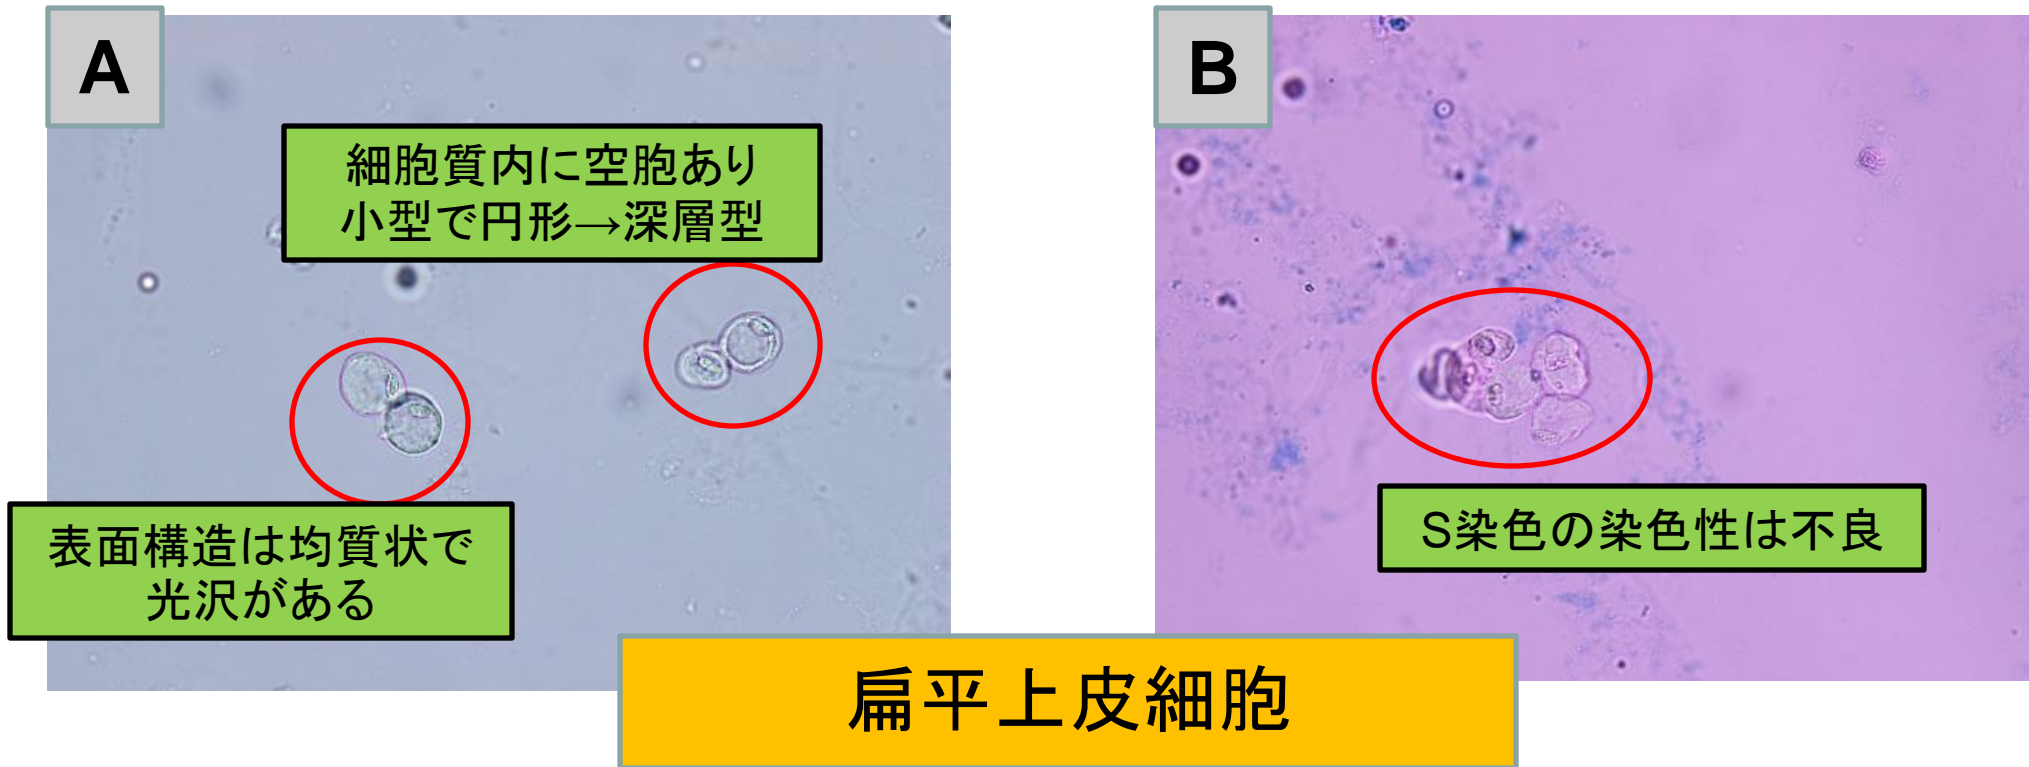 A
細胞質内に空胞あり
小型で円形→深層型
表面構造は均質状で
光沢がある
B
S染色の染色性は不良
扁平上皮細胞